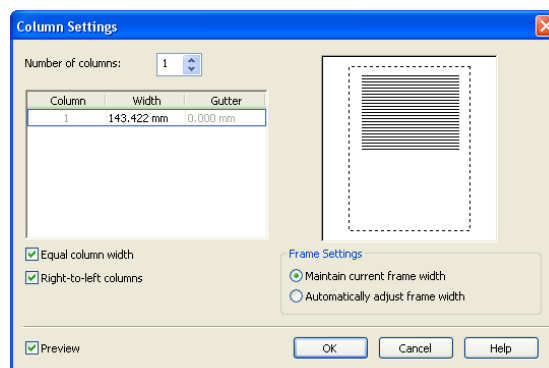 Column Settings
Number of columns: 1
Column Width Gutter
1 143.422 mm 0.000 mm
Equal column width
Right-to-left columns
Frame Settings
Maintain current frame width
Automatically adjust frame width
Preview
OK Cancel Help